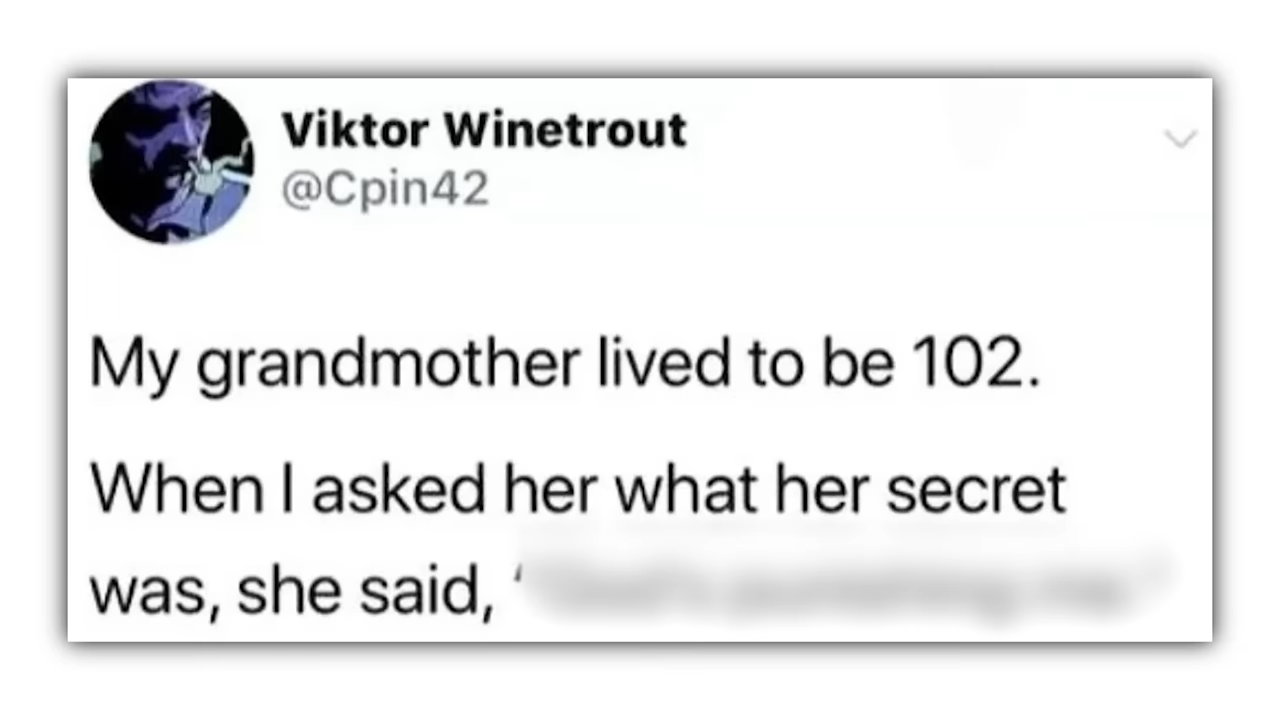 Viktor Winetrout
@Cpin42
My grandmother lived to be 102.
When I asked her what her secret
was, she said, ‘